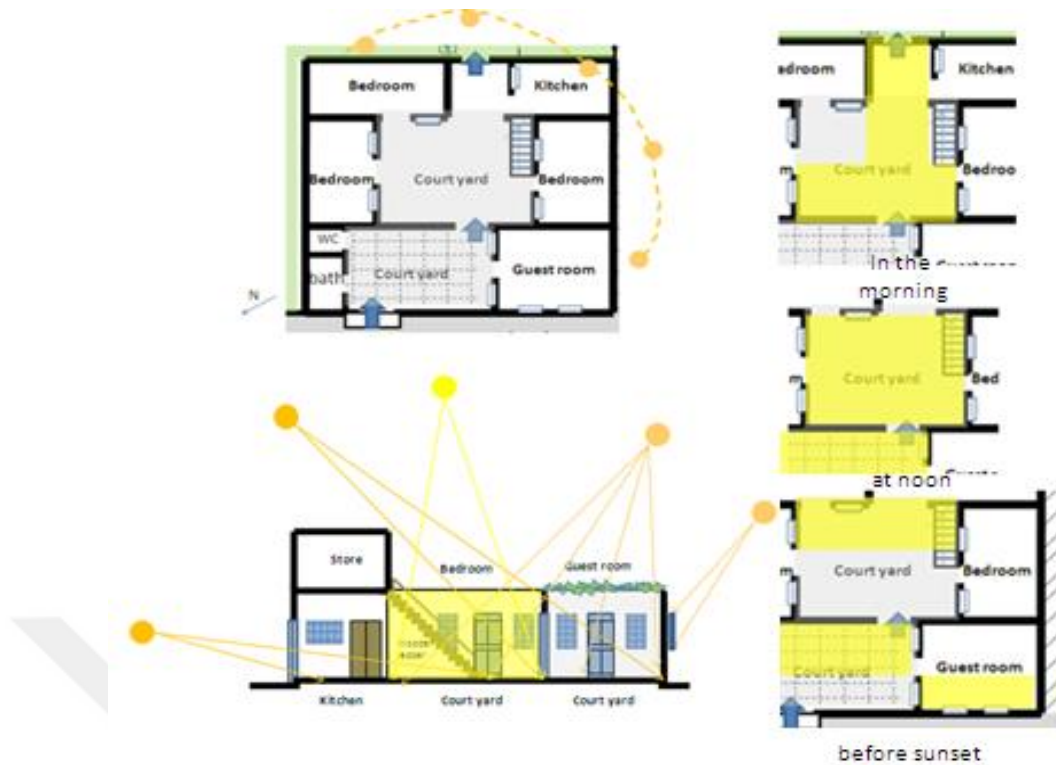 Bedroom
Kitchen
Bedroom
Court yard
Bedroom
WC
bath
Court yard
Guest room
N
edroom
Kitchen
m
Court yard
Bedroo
In the
morning
m
Court yard
Bed
at noon
m
Court yard
Bedroom
Court yard
Guest room
before sunset
Store
Bedroom
Guest room
Kitchen
Court yard
Court yard